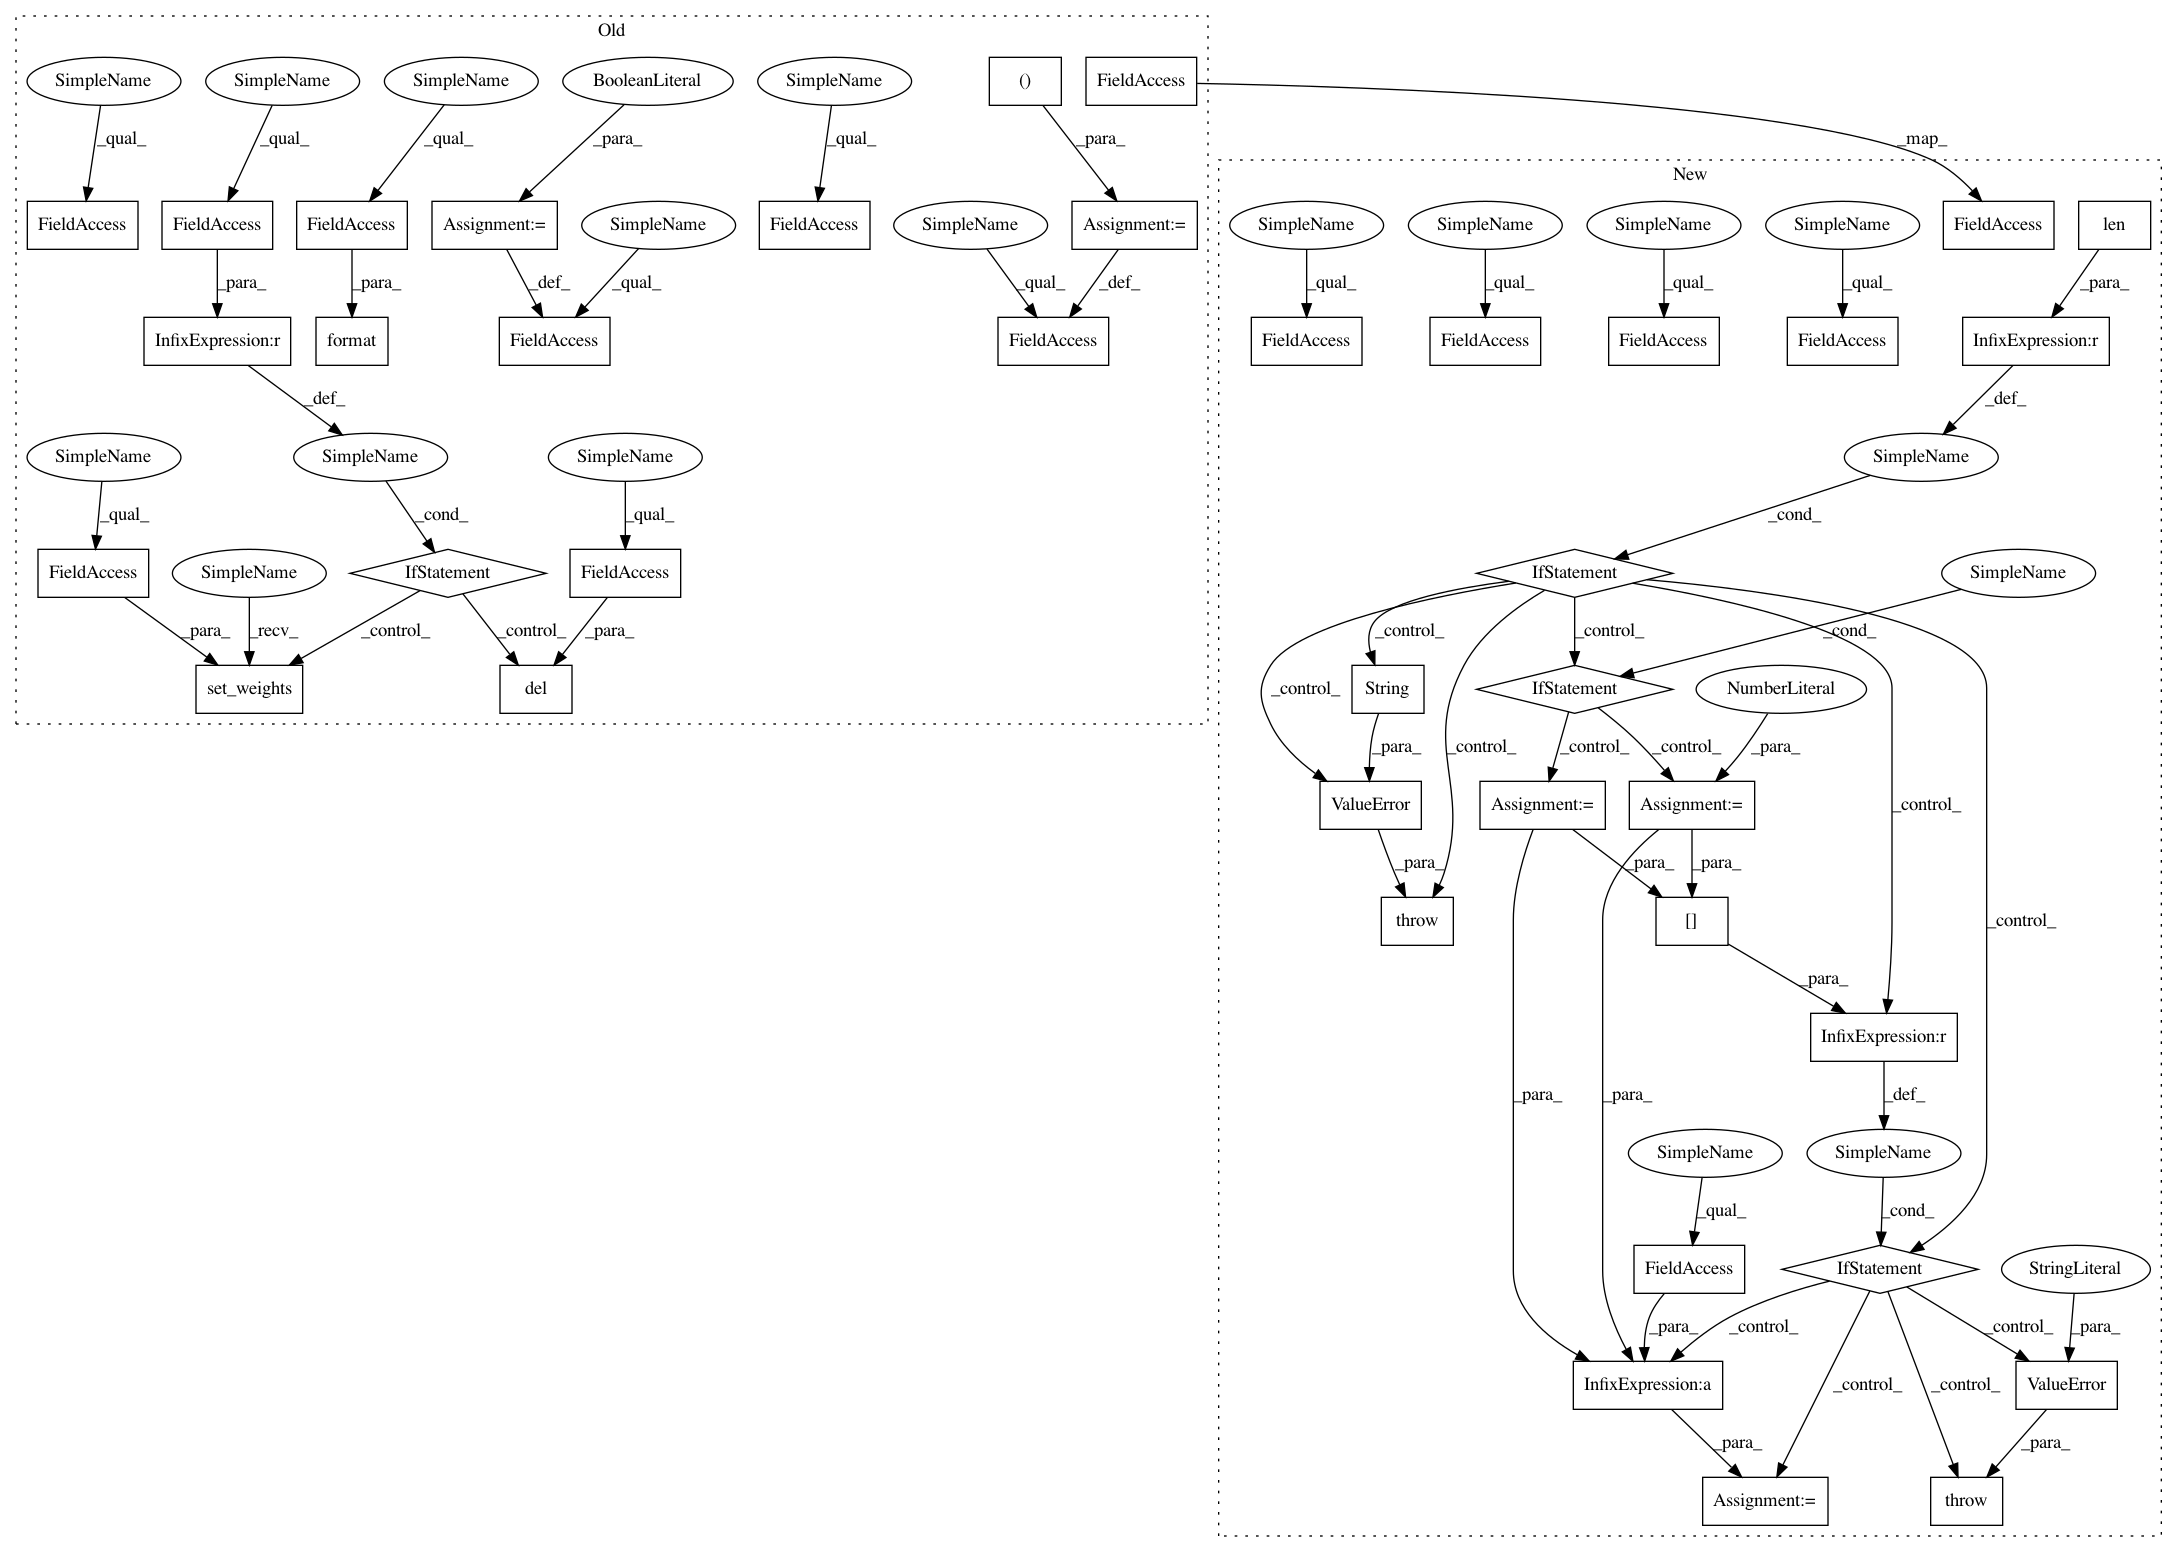 Old
SimpleName SimpleName SimpleName BooleanLiteral SimpleName () FieldAccess
_qual_ _qual_ _qual_ _para_ _qual_ _para_ _map_
New
FieldAccess FieldAccess FieldAccess Assignment:= SimpleName FieldAccess SimpleName Assignment:= SimpleName SimpleName SimpleName SimpleName FieldAccess len
_para_ _para_ _def_ _qual_ _qual_ _def_ _qual_ _qual_ _qual_ _qual_ _para_
InfixExpression:r format FieldAccess FieldAccess FieldAccess FieldAccess FieldAccess FieldAccess InfixExpression:r
_def_ _def_
SimpleName SimpleName SimpleName SimpleName
_qual_ _cond_ _qual_ _cond_
FieldAccess SimpleName IfStatement FieldAccess IfStatement SimpleName
_para_ _recv_ _control_ _control_ _para_ _control_ _control_ _cond_
set_weights del _control_ String IfStatement NumberLiteral
_para_ _control_ _control_ _control_ _para_
ValueError Assignment:= Assignment:= _control_
_para_ _para_ _para_
throw [] _control_
_para_
InfixExpression:r
_para_ _para_ _def_
SimpleName SimpleName
_qual_ _cond_
FieldAccess IfStatement StringLiteral
_para_ _control_ _control_ _para_
InfixExpression:a _control_ _control_ ValueError
_para_ _para_
Assignment:= throw